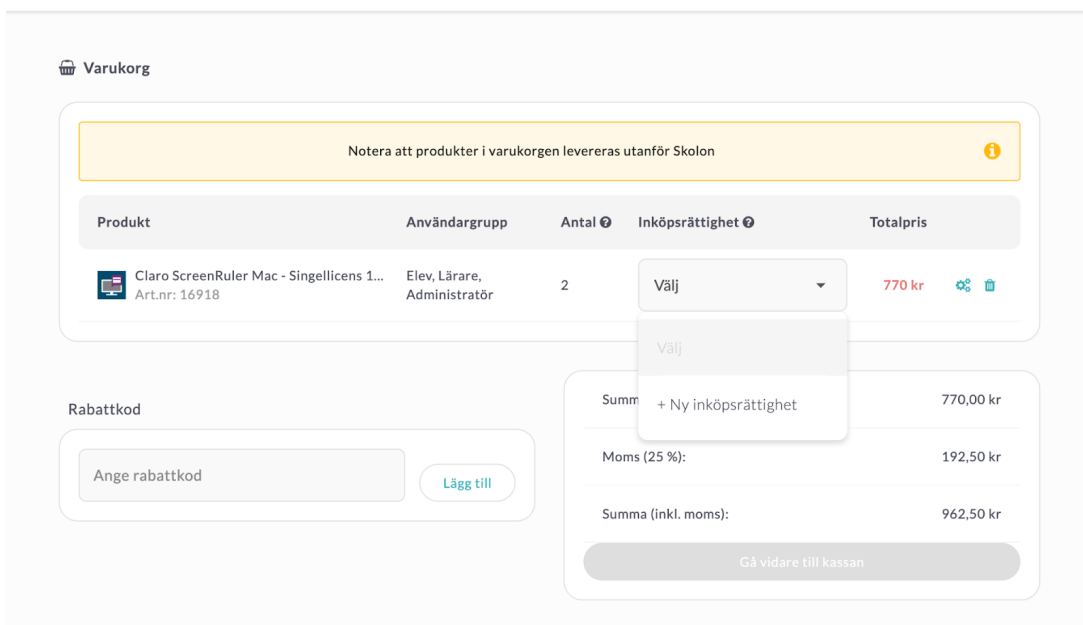 Varukorg
Notera att produkter i varukorgen levereras utanför Skolon
Produkt Användargrupp Antal Inköpsrättighet Totalpris
Claro ScreenRuler Mac - Singellicens 1...
Art.nr: 16918
Elev, Lärare,
Administratör
2
Välj
770 kr
Välj
+ Ny inköpsrättighet
Rabattkod
Ange rabattkod
Lägg till
Summ 770,00 kr
Moms (25 %): 192,50 kr
Summa (inkl. moms): 962,50 kr
Gå vidare till kassan